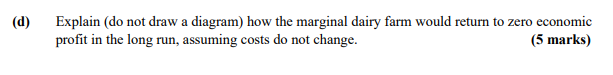 (d) Explain (do not draw a diagram) how the marginal dairy farm would return to zero economic
profit in the long run, assuming costs do not change. (5 marks)